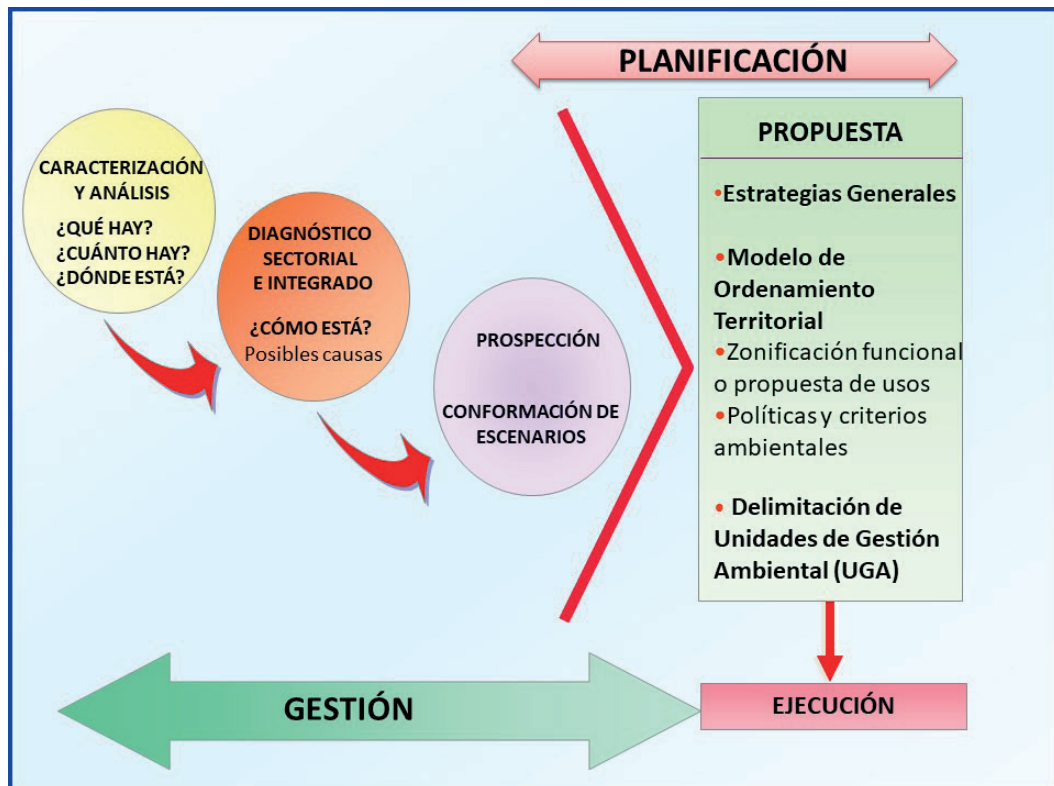 PLANIFICACIÓN
CARACTERIZACIÓN
Y ANÁLISIS
¿QUÉ HAY?
¿CUÁNTO HAY?
¿DÓNDE ESTÁ?
DIAGNÓSTICO
SECTORIAL
E INTEGRADO
¿CÓMO ESTÁ?
Posibles causas
PROSPECCIÓN
CONFORMACIÓN DE
ESCENARIOS
PROPUESTA
•Estrategias Generales
•Modelo de
Ordenamiento
Territorial
•Zonificación funcional
o propuesta de usos
•Políticas y criterios
ambientales
• Delimitación de
Unidades de Gestión
Ambiental (UGA)
GESTIÓN
EJECUCIÓN